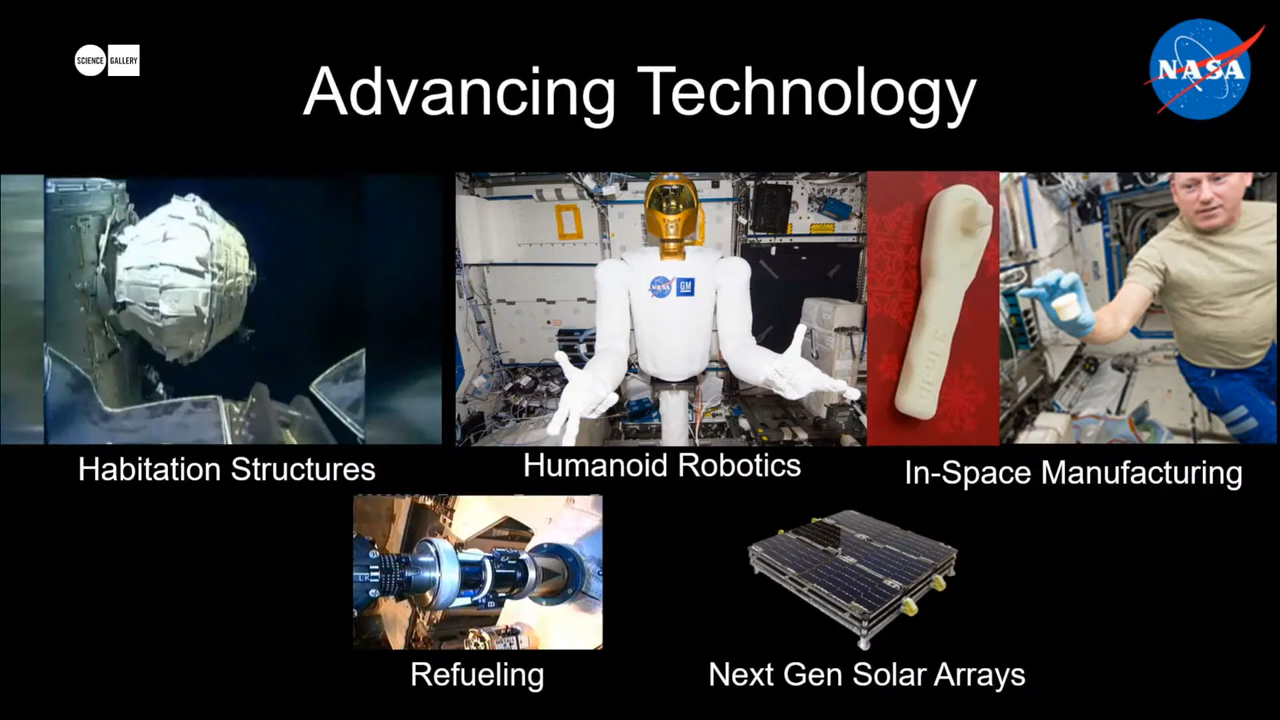 SCIENCE GALLERY
NASA
Advancing Technology
NASA GM
Habitation Structures
Humanoid Robotics
In-Space Manufacturing
Refueling
Next Gen Solar Arrays